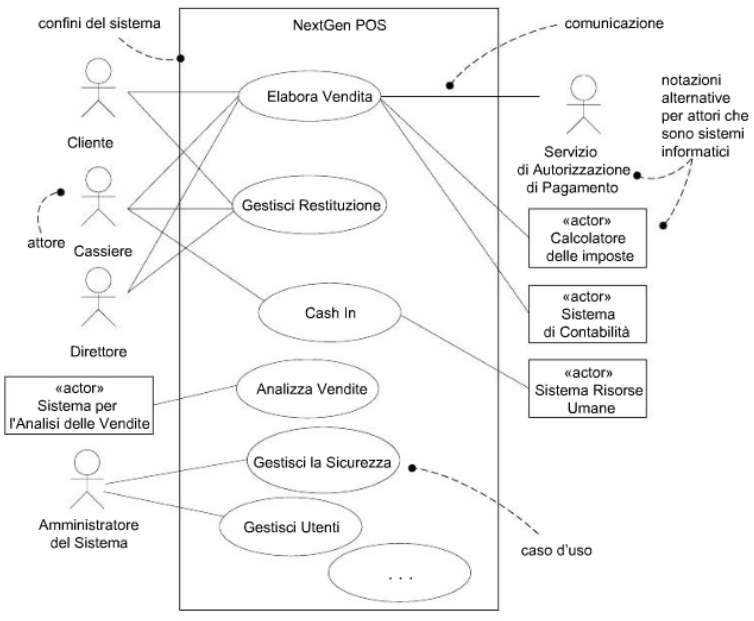 confini del sistema
NextGen POS
comunicazione
Elabora Vendita
notazioni
alternative
per attori che
sono sistemi
informatici
Cliente
Servizio
di Autorizzazione
di Pagamento
Gestisci Restituzione
attore
Cassiere
«actor»
Calcolatore
delle imposte
Cash In
«actor»
Sistema
di Contabilità
Direttore
«actor»
Sistema per
l'Analisi delle Vendite
Analizza Vendite
«actor»
Sistema Risorse
Umane
Gestisci la Sicurezza
Amministratore
del Sistema
Gestisci Utenti
caso d'uso
. . .